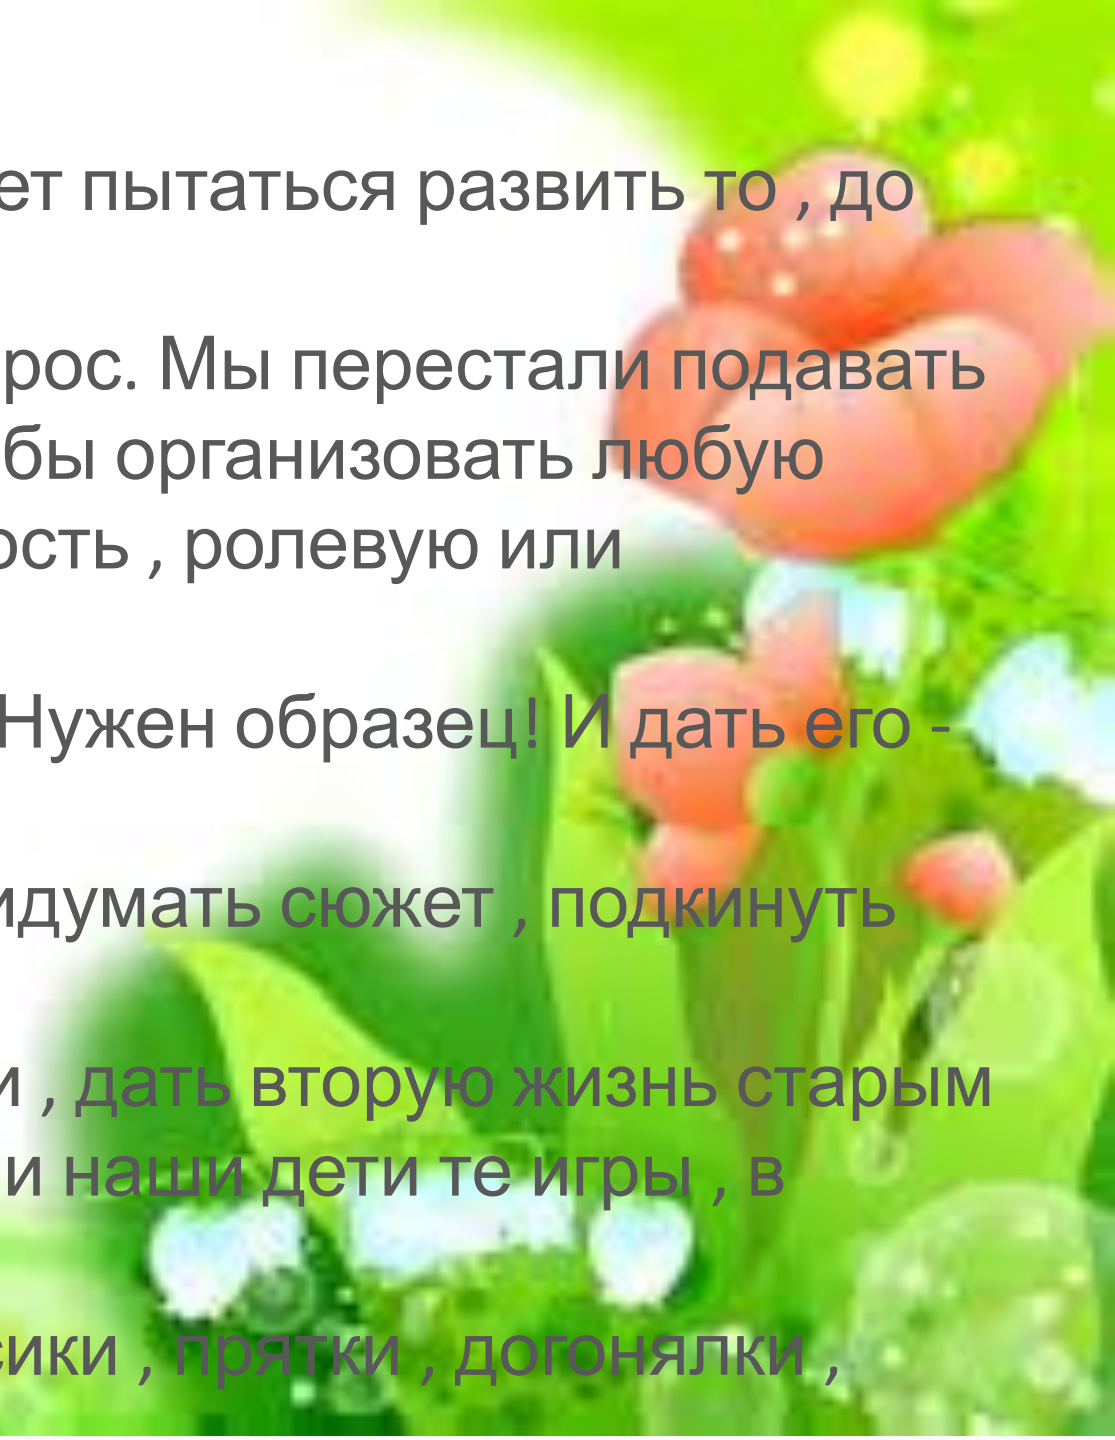 ет пытаться развить то , до
рос. Мы перестали подавать
бы организовать любую
ость , ролевую или
Нужен образец! И дать его -
идумать сюжет , подкинуть
и , дать вторую жизнь старым
и наши дети те игры , в
сики , прятки , догонялки ,